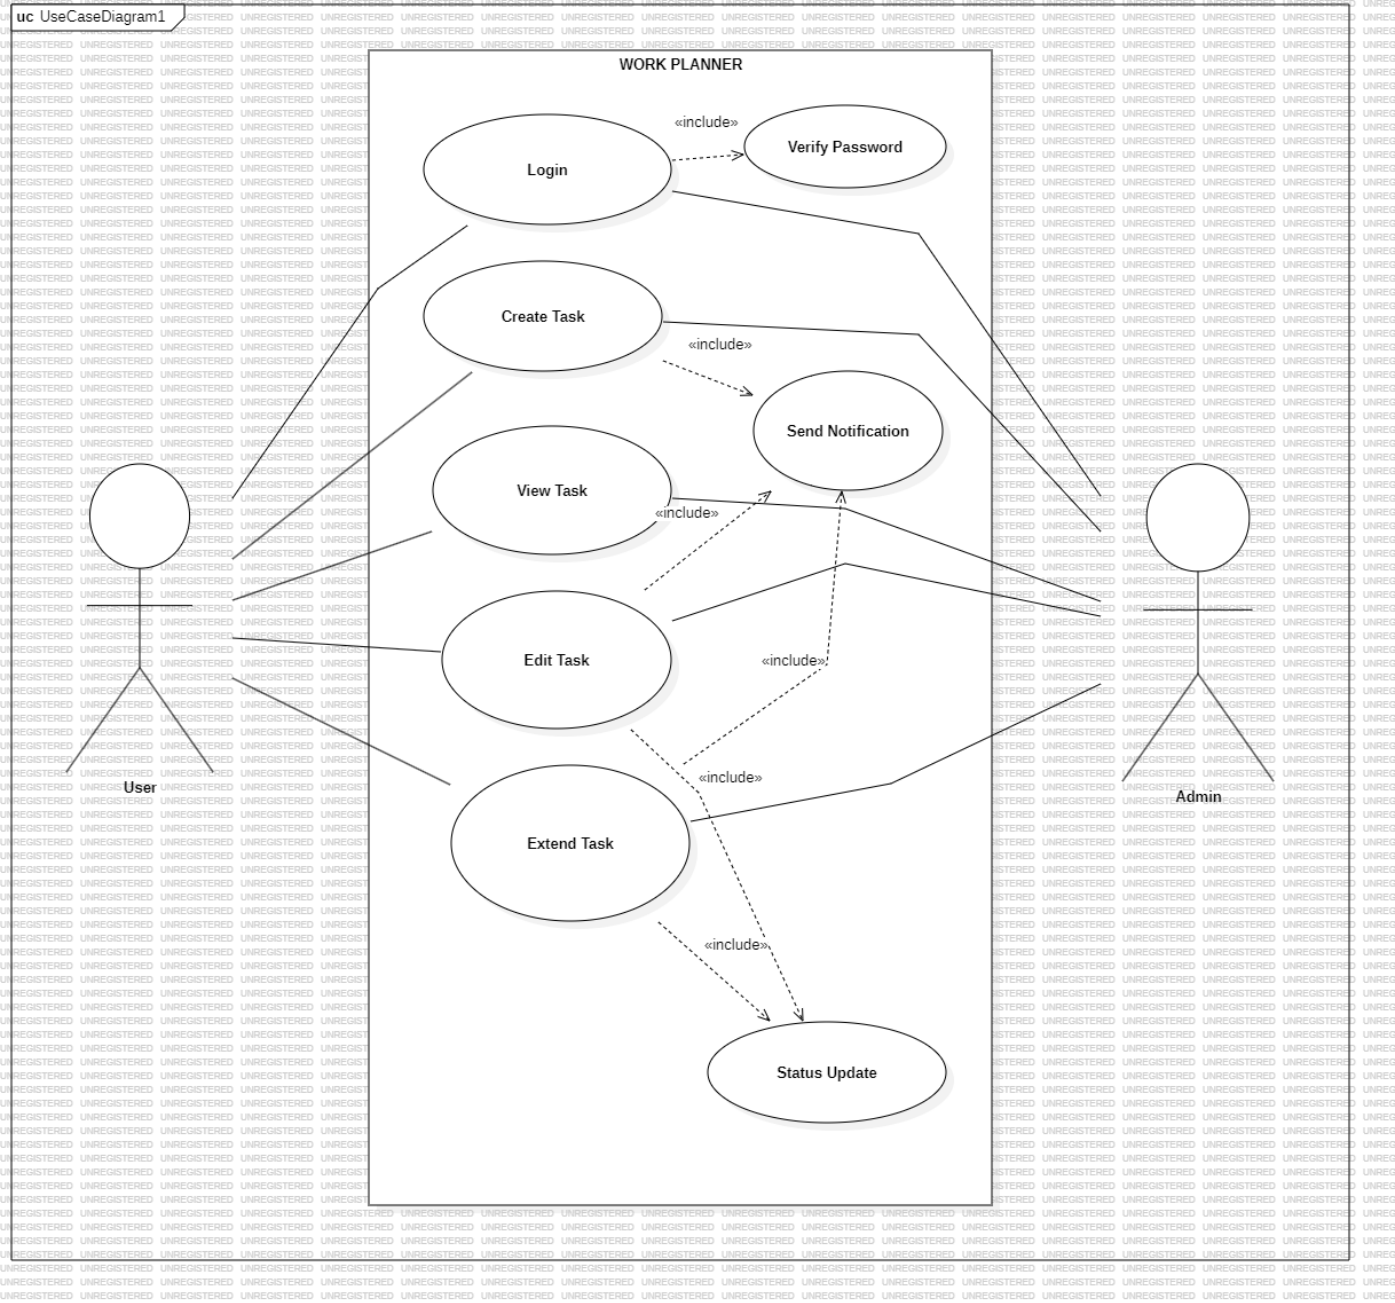 uc UseCaseDiagram1
WORK PLANNER
«include»
Verify Password
Login
Create Task
«include»
Send Notification
View Task
«include»
Edit Task
«include»
«include»
User
Admin
Extend Task
«include»
Status Update
UNREGISTERED